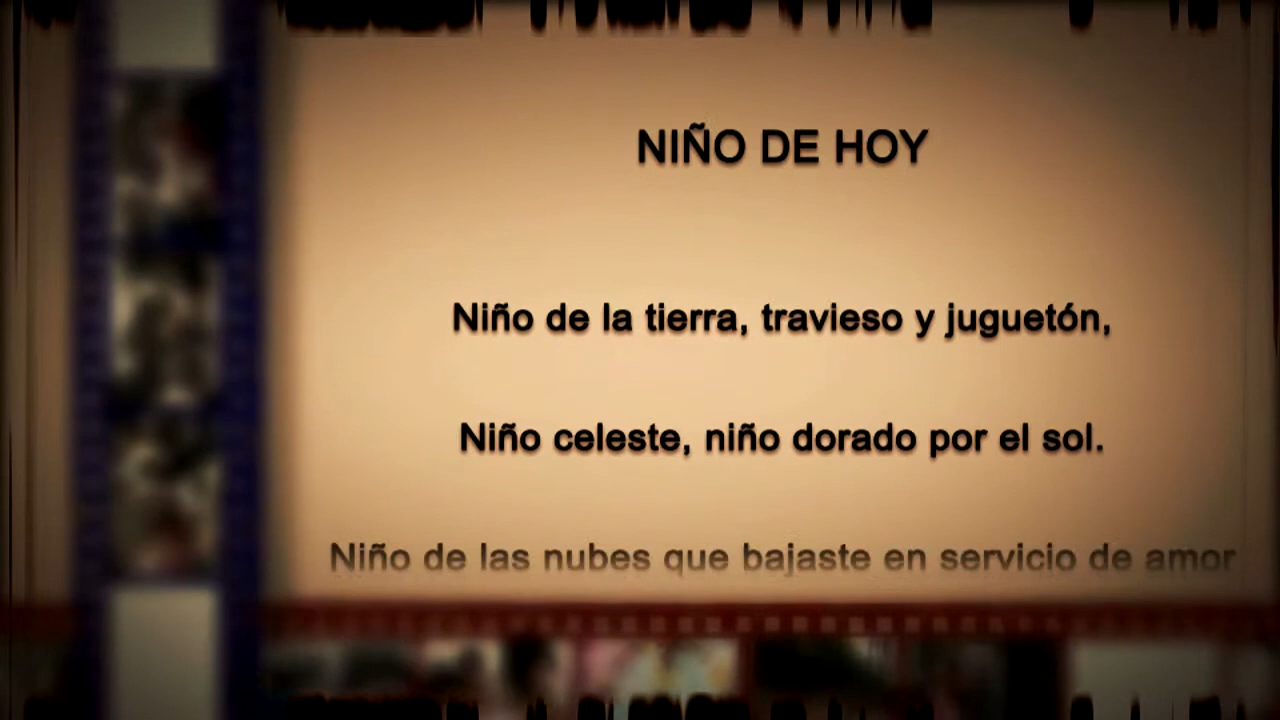 NIÑO DE HOY
Niño de la tierra, travieso y juguetón,
Niño celeste, niño dorado por el sol.
Niño de las nubes que bajaste en servicio de amor